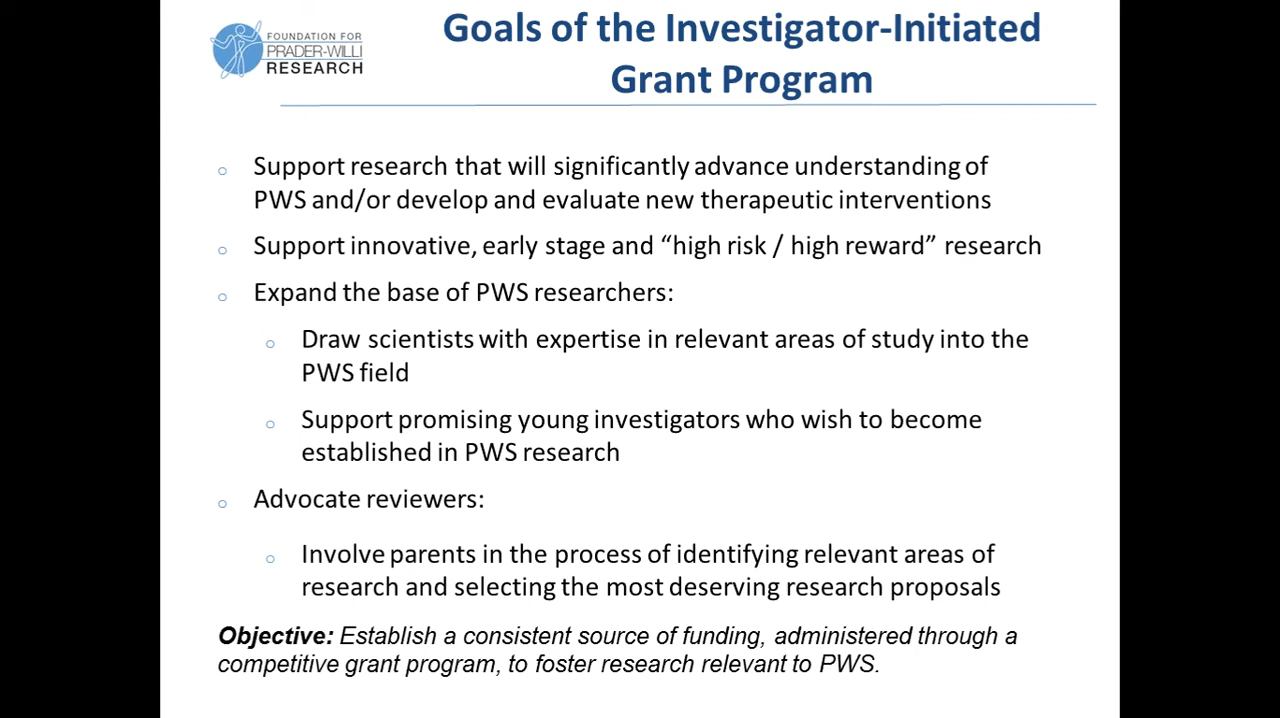 FOUNDATION FOR
PRADER-WILLI
RESEARCH
Goals of the Investigator-Initiated
Grant Program
Support research that will significantly advance understanding of
PWS and/or develop and evaluate new therapeutic interventions
Support innovative, early stage and “high risk / high reward” research
Expand the base of PWS researchers:
Draw scientists with expertise in relevant areas of study into the
PWS field
Support promising young investigators who wish to become
established in PWS research
Advocate reviewers:
Involve parents in the process of identifying relevant areas of
research and selecting the most deserving research proposals
Objective: Establish a consistent source of funding, administered through a
competitive grant program, to foster research relevant to PWS.